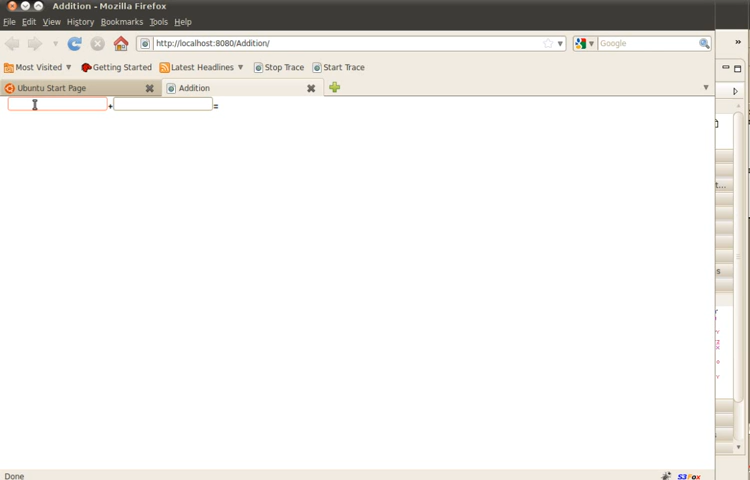 Addition - Mozilla Firefox
File Edit View History Bookmarks Tools Help
http://localhost:8080/Addition/ Google
Most Visited Getting Started Latest Headlines Stop Trace Start Trace
Ubuntu Start Page Addition
+ =
Done S3Fox